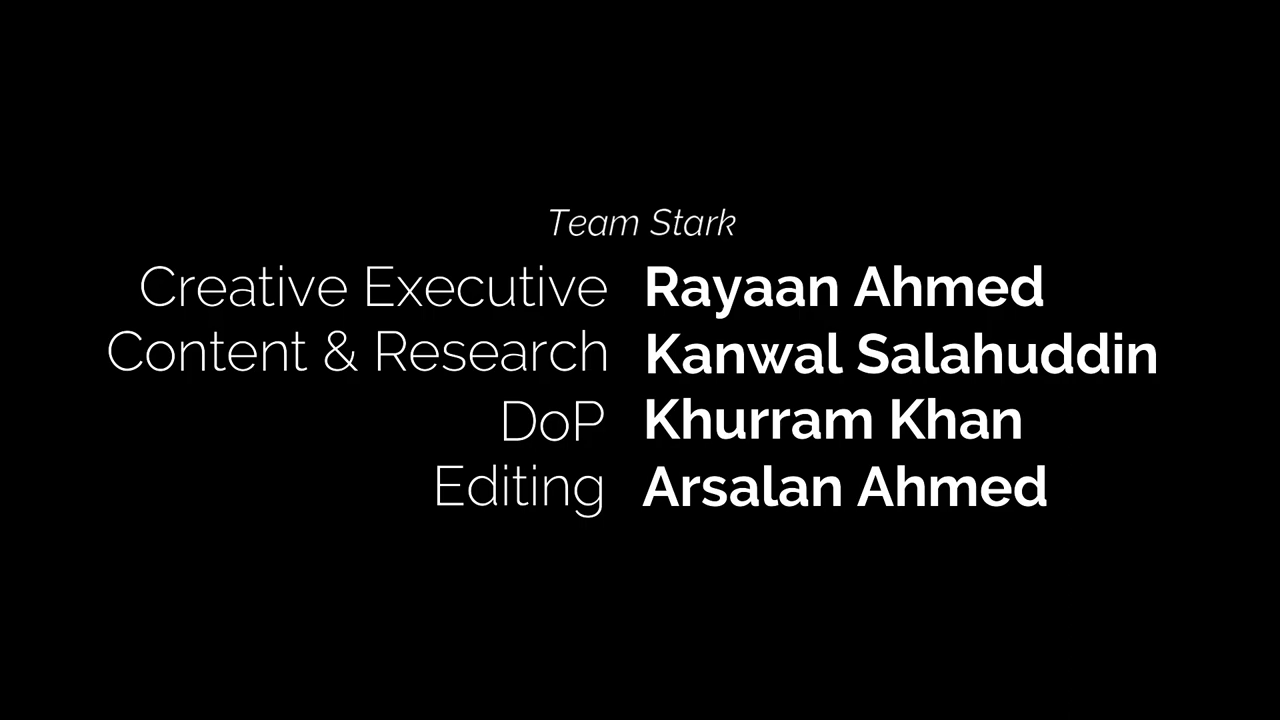 Team Stark
Creative Executive Rayaan Ahmed
Content & Research Kanwal Salahuddin
DoP Khurram Khan
Editing Arsalan Ahmed